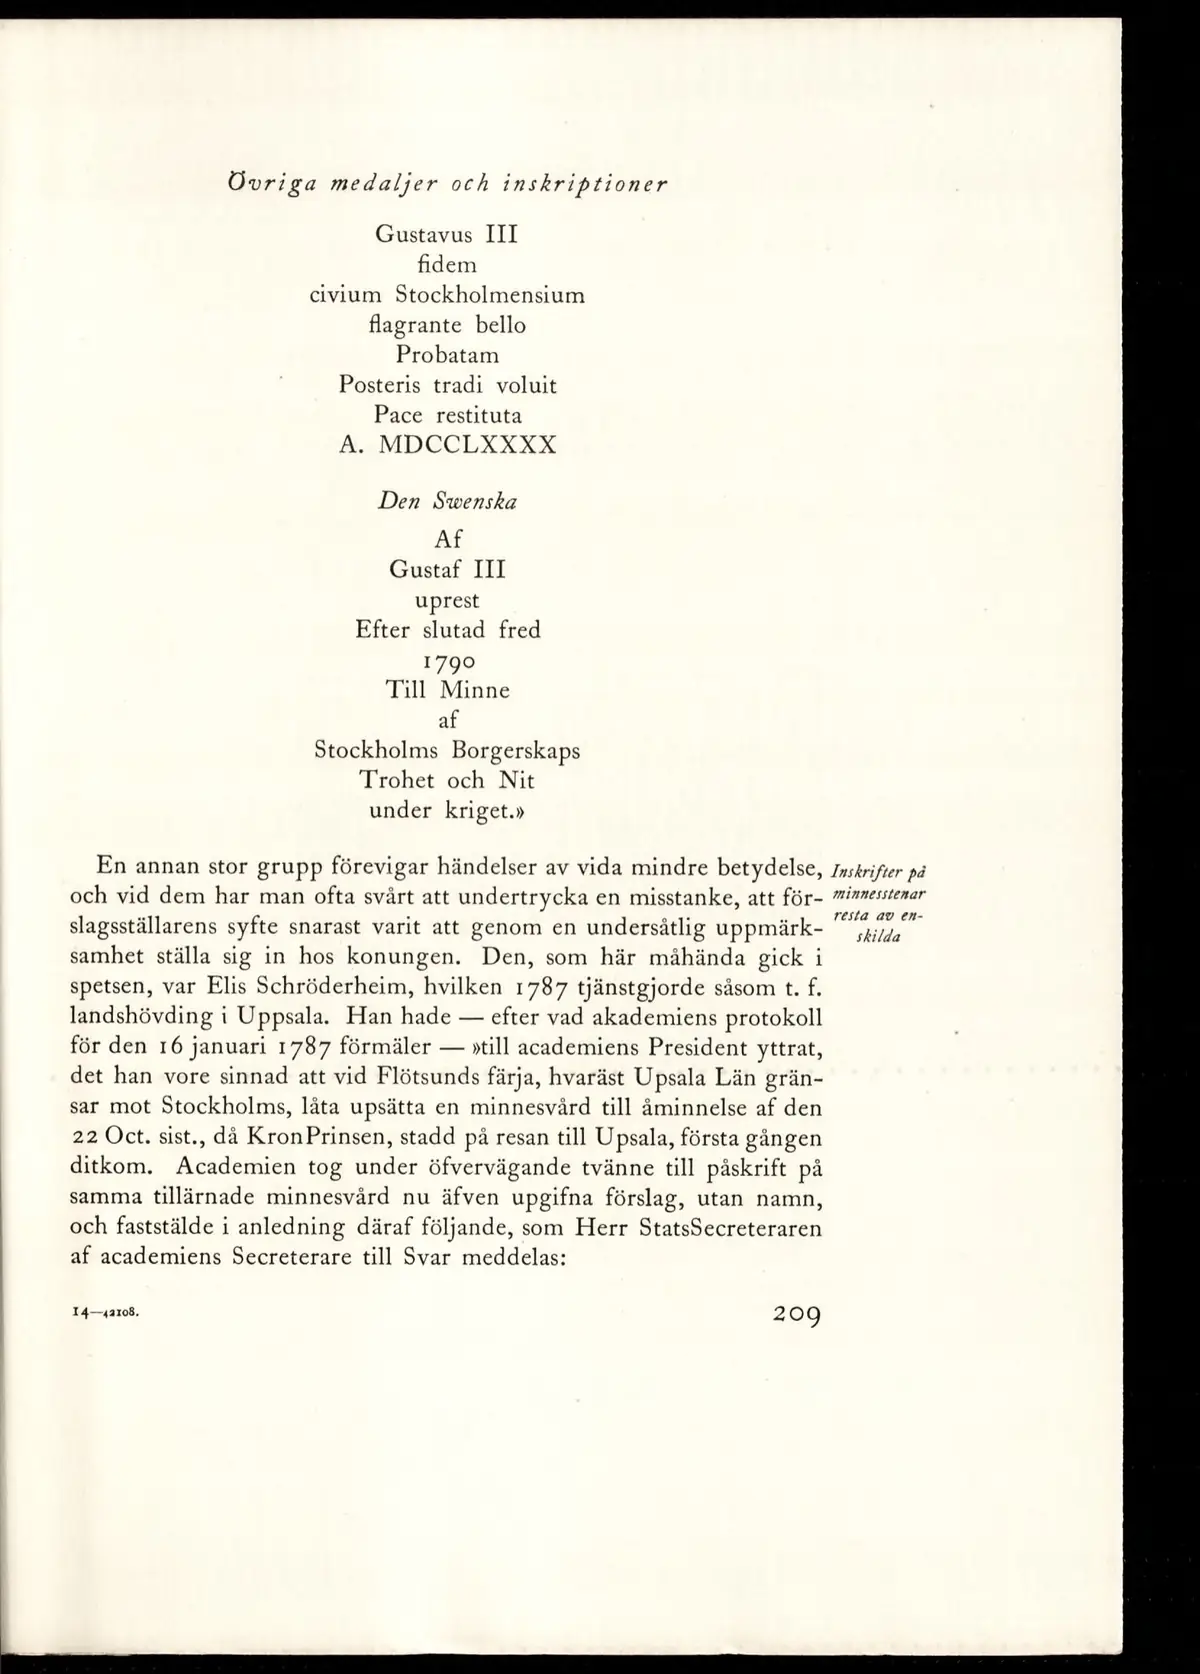 Övriga medaljer och inskriptioner
Gustavus III
fidem
civium Stockholmensium
flagrante bello
Probatam
Posteris tradi voluit
Pace restituta
A. MDCCLXXXX
Den Swenska
Af
Gustaf III
uprest
Efter slutad fred
1790
Till Minne
af
Stockholms Borgerskaps
Trohet och Nit
under kriget.»
En annan stor grupp förevigar händelser av vida mindre betydelse,
och vid dem har man ofta svårt att undertrycka en misstanke, att för-
slagsställarens syfte snarast varit att genom en undersåtlig uppmärk-
samhet ställa sig in hos konungen. Den, som här måhända gick i
spetsen, var Elis Schröderheim, hvilken 1787 tjänstgjorde såsom t. f.
landshövding i Uppsala. Han hade — efter vad akademiens protokoll
för den 16 januari 1787 förmäler — »till academiens President yttrat,
det han vore sinnad att vid Flötsunds färja, hvaräst Upsala Län grän-
sar mot Stockholms, låta upsätta en minnesvård till åminnelse af den
22 Oct. sist., då KronPrinsen, stadd på resan till Upsala, första gången
ditkom. Academien tog under öfvervägande tvänne till påskrift på
samma tillärnade minnesvård nu äfven upgifna förslag, utan namn,
och faststälde i anledning däraf följande, som Herr StatsSecreteraren
af academiens Secreterare till Svar meddelas:
Inskrifter på
minnesstenar
resta av en-
skilda
14—42108.
209